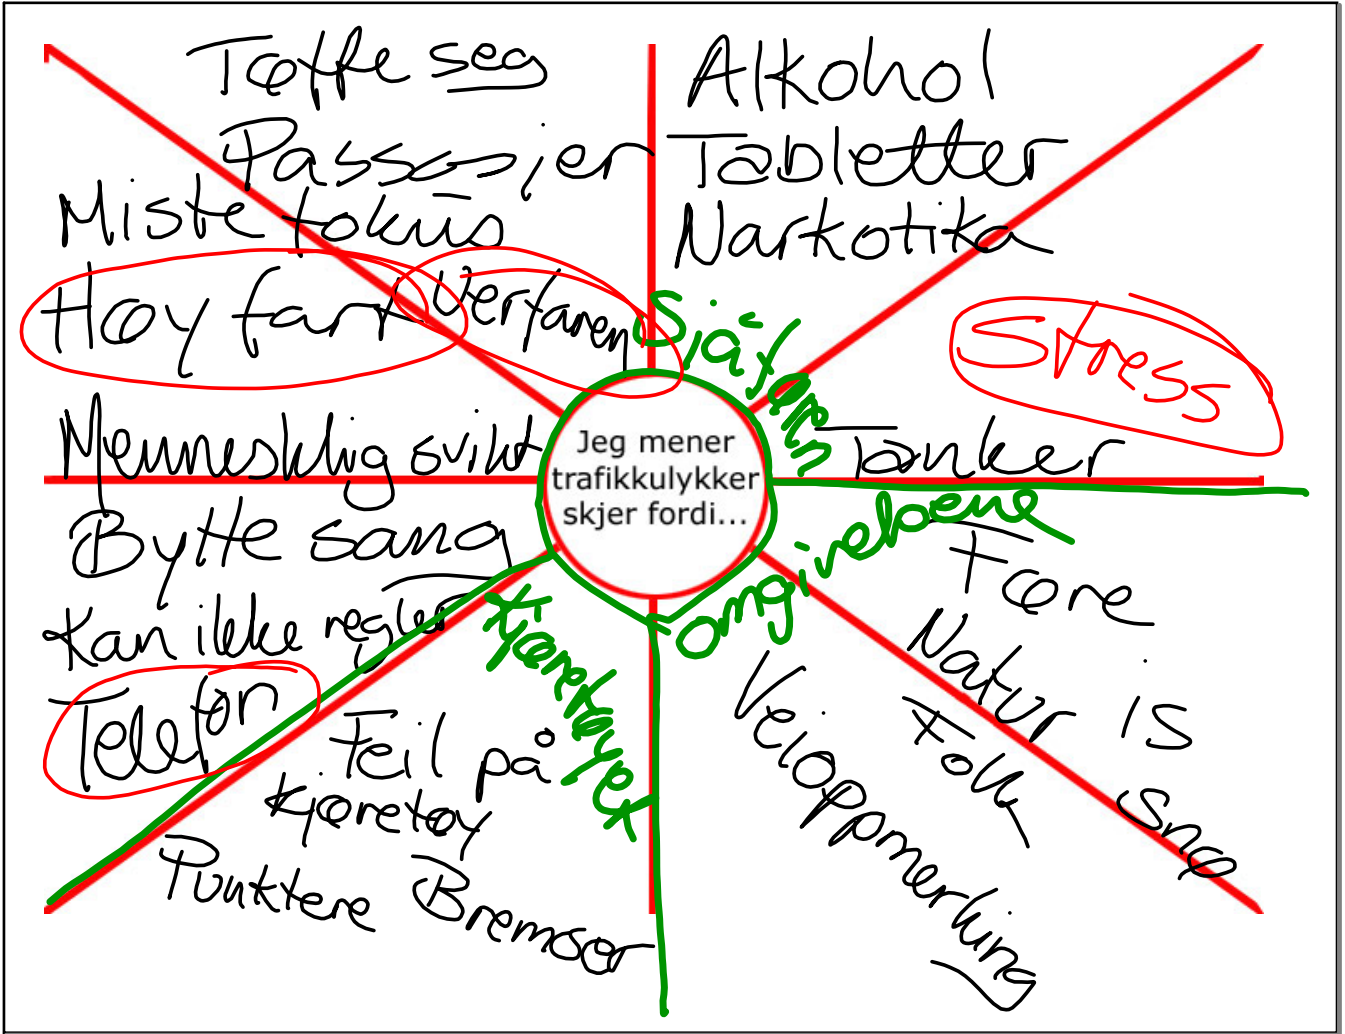 Tøffe seg
Passasjer
Miste fokus
Høy fart
Uerfaren
Menneskelig svikt
Bytte sang
Kan ikke regler
Telefon
Alkohol
Tabletter
Narkotika
Sjåføren
Stress
Tanker
Jeg mener
trafikkulykker
skjer fordi...
Omgivelsene
Føre
Natur
is
Folk
Snø
Veioppmerking
Kjøretøyet
Feil på
kjøretøy
Punktere
Bremser